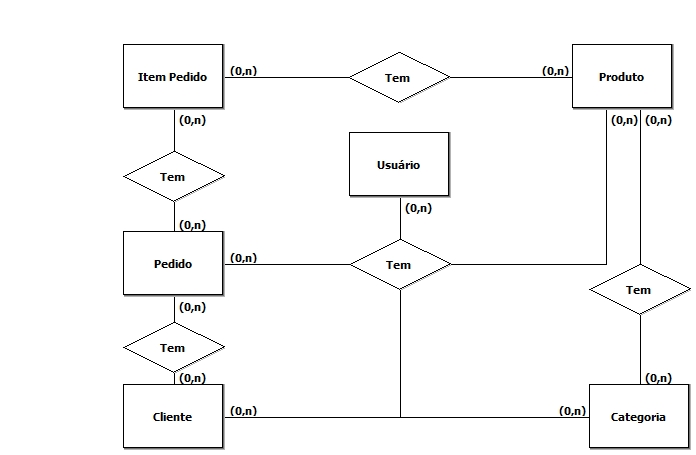 Item Pedido
(0,n)
Tem
(0,n)
Produto
(0,n)
(0,n)
(0,n)
Usuário
Tem
(0,n)
(0,n)
Pedido
(0,n)
Tem
Tem
(0,n)
Tem
(0,n)
(0,n)
Cliente
(0,n)
(0,n)
Categoria